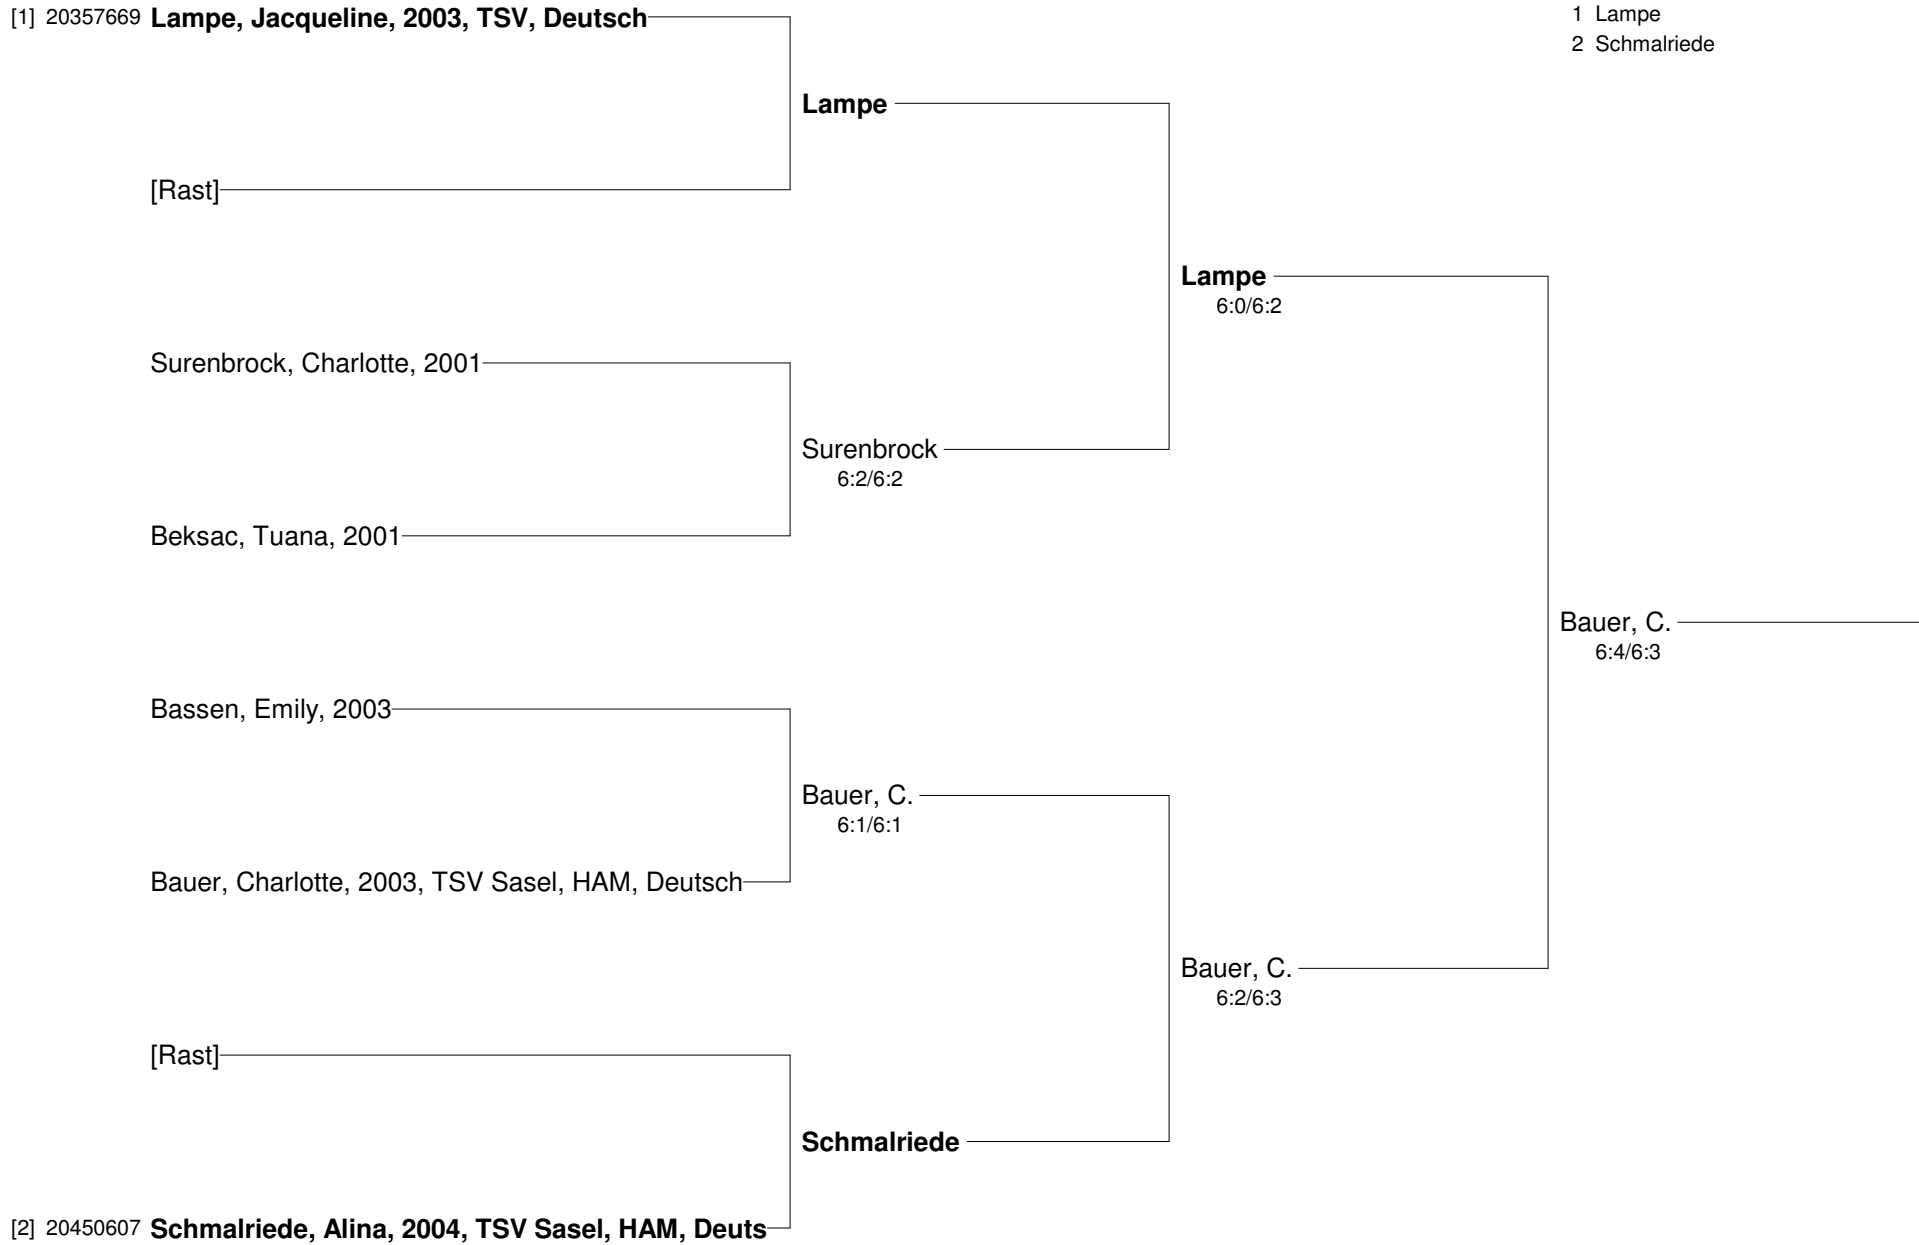 [1] 20357669 Lampe, Jacqueline, 2003, TSV, Deutsch
1 Lampe
2 Schmalriede
Lampe
[Rast]
Lampe
6:0/6:2
Surenbrock, Charlotte, 2001
Surenbrock
6:2/6:2
Beksac, Tuana, 2001
Bauer, C.
6:4/6:3
Bassen, Emily, 2003
Bauer, C.
6:1/6:1
Bauer, Charlotte, 2003, TSV Sasel, HAM, Deutsch
Bauer, C.
6:2/6:3
[Rast]
Schmalriede
[2] 20450607 Schmalriede, Alina, 2004, TSV Sasel, HAM, Deuts